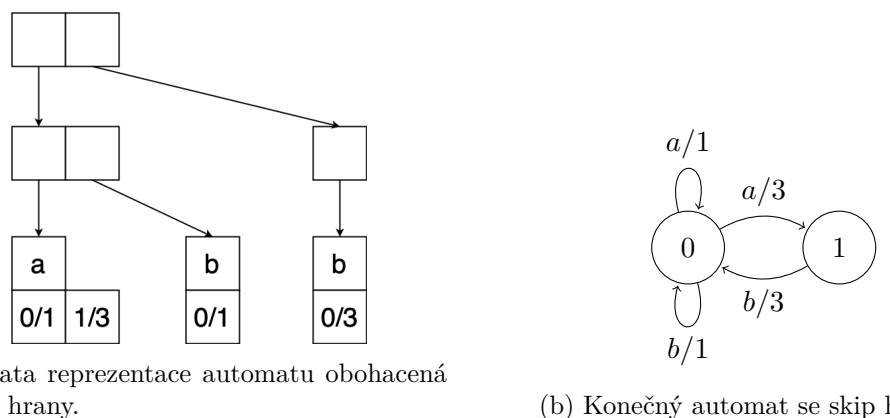 a
b
b
0/1 1/3
0/1
0/3
a/1
a/3
0
1
b/3
b/1
ata reprezentace automatu obohacená
hrany.
(b) Konečný automat se skip h